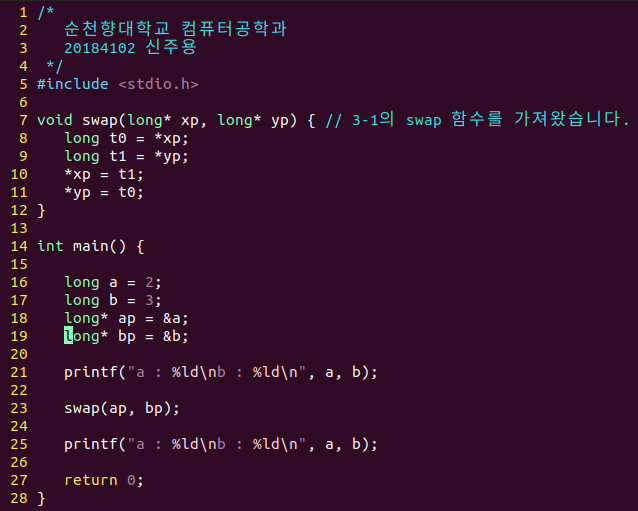 1 /*
2    순천향대학교 컴퓨터공학과
3    20184102 신주용
4  */
5 #include <stdio.h>
6
7 void swap(long* xp, long* yp) { // 3-1의 swap 함수를 가져왔습니다.
8    long t0 = *xp;
9    long t1 = *yp;
10    *xp = t1;
11    *yp = t0;
12 }
13
14 int main() {
15
16    long a = 2;
17    long b = 3;
18    long* ap = &a;
19    long* bp = &b;
20
21    printf("a : %ld\nb : %ld\n", a, b);
22
23    swap(ap, bp);
24
25    printf("a : %ld\nb : %ld\n", a, b);
26
27    return 0;
28 }